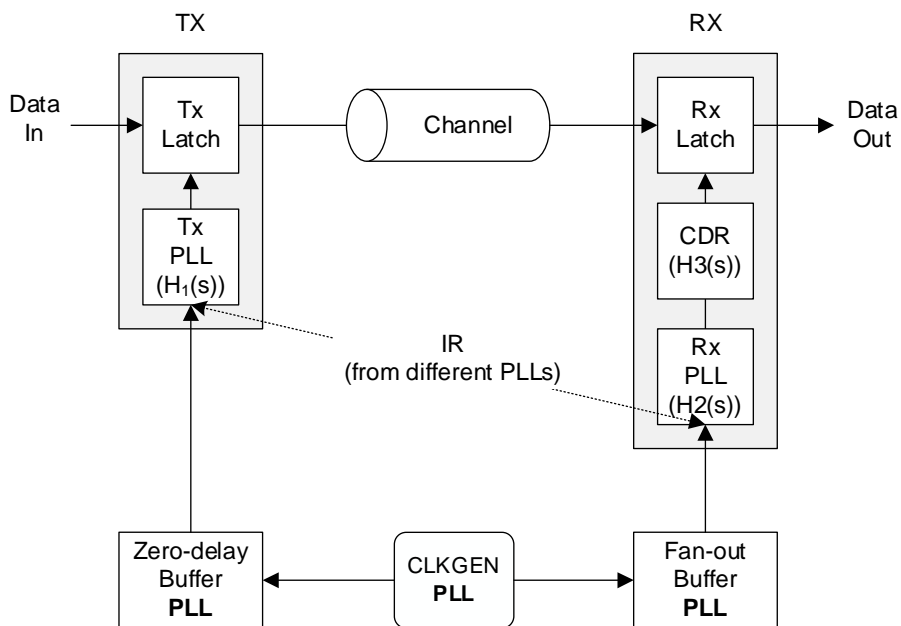 TX
RX
Data
In
Tx
Latch
Channel
Rx
Latch
Data
Out
Tx
PLL
(H₁(s))
CDR
(H3(s))
IR
(from different PLLs)
Rx
PLL
(H2(s))
Zero-delay
Buffer
PLL
CLKGEN
PLL
Fan-out
Buffer
PLL